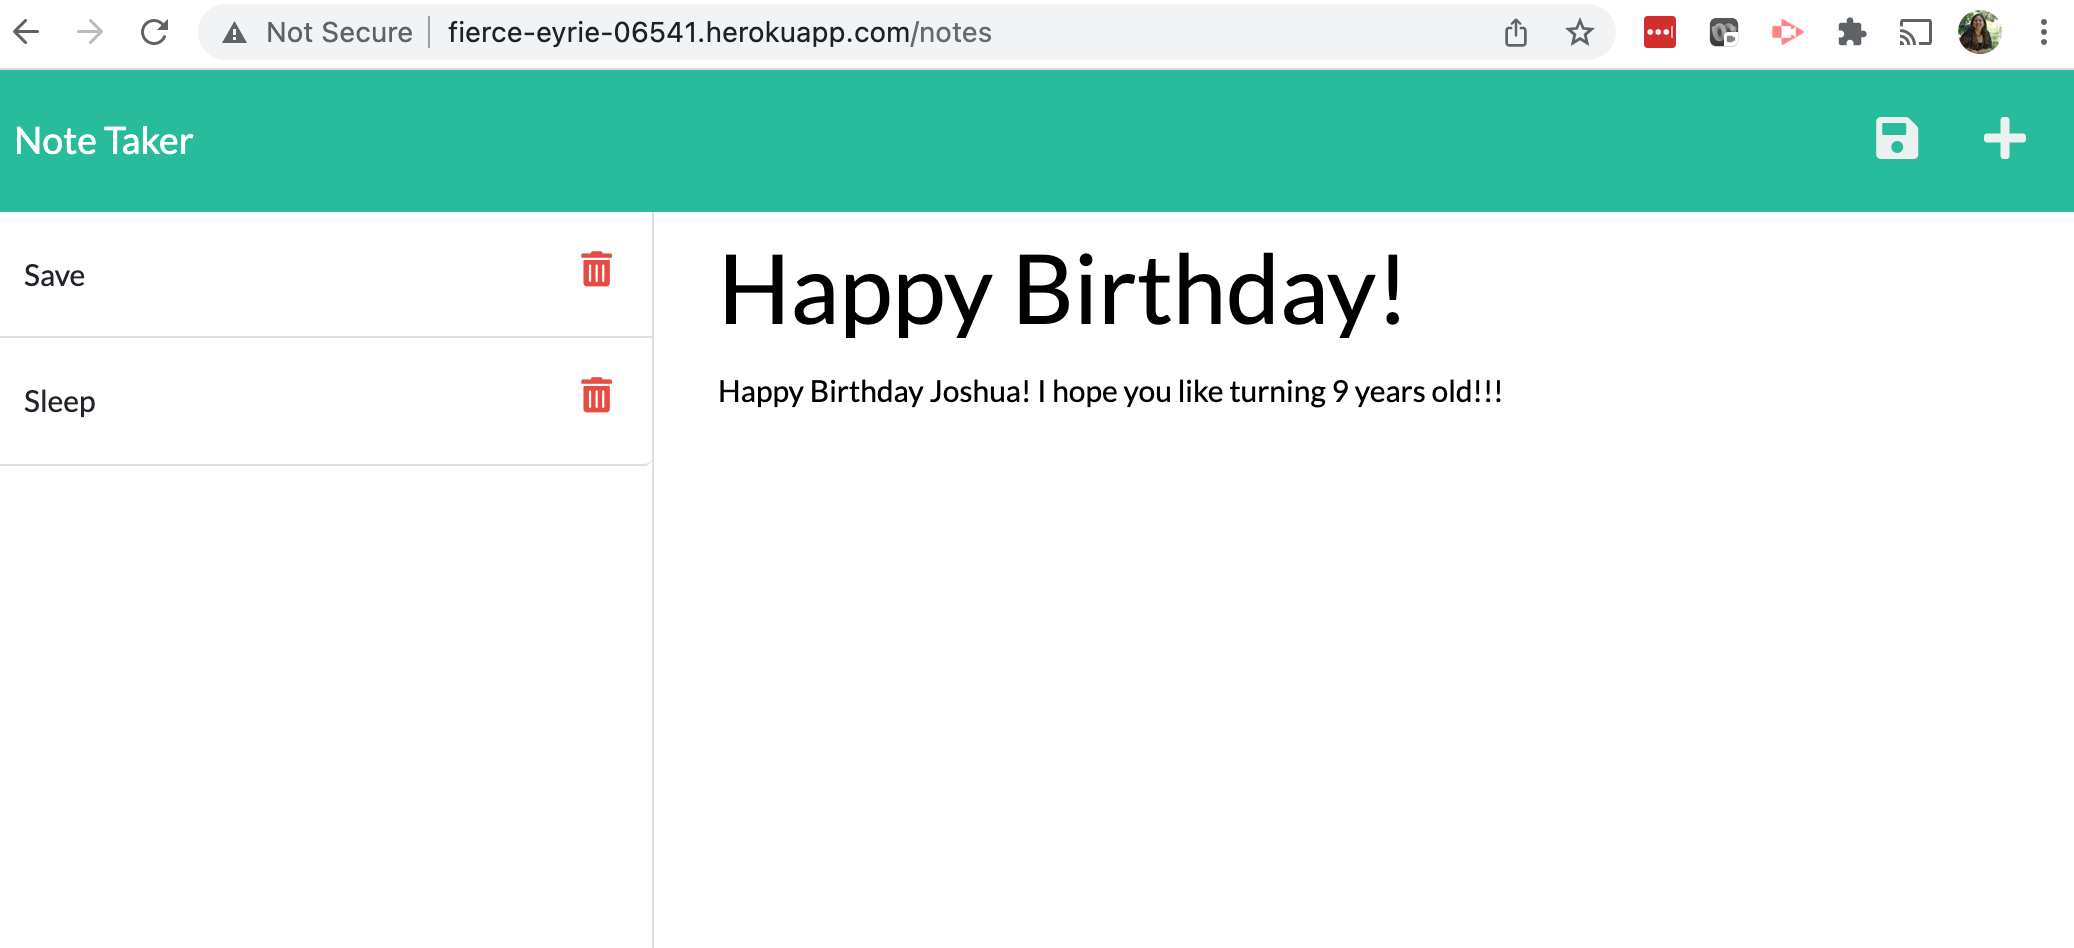 Not Secure fierce-eyrie-06541.herokuapp.com/notes
Note Taker
Save
Sleep
Happy Birthday!
Happy Birthday Joshua! I hope you like turning 9 years old!!!